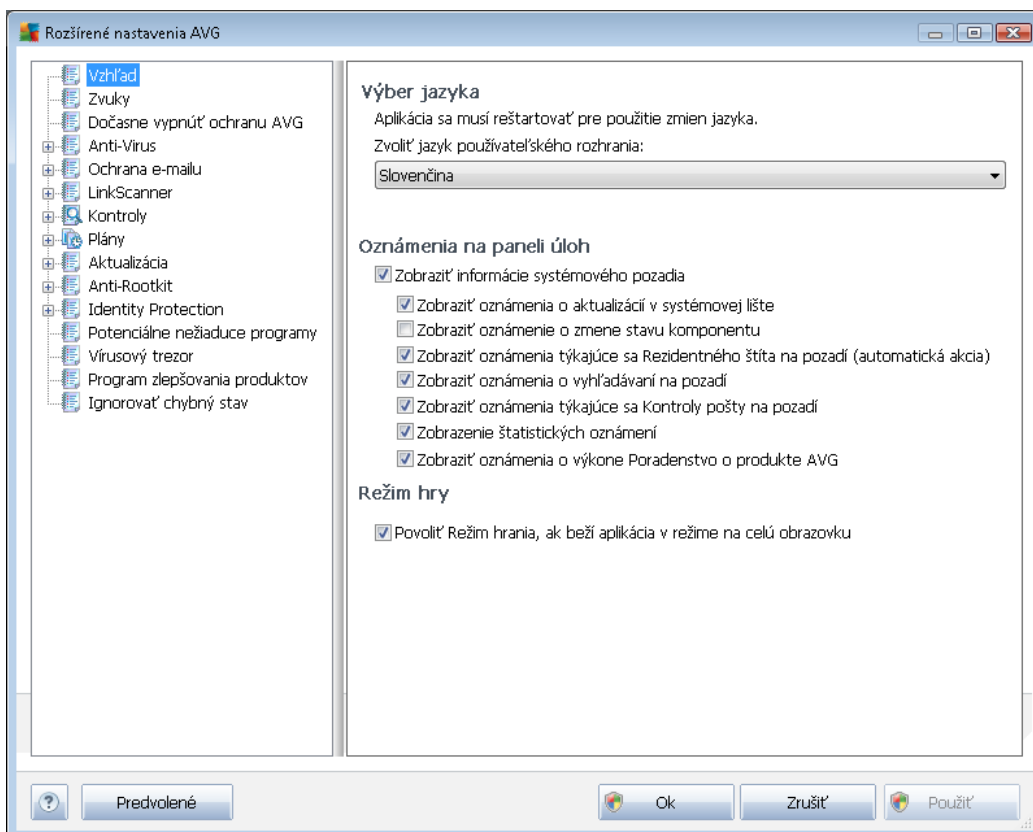 Rozšírené nastavenia AVG
Vzhľad
Zvuky
Dočasne vypnúť ochranu AVG
Anti-Virus
Ochrana e-mailu
LinkScanner
Kontroly
Plány
Aktualizácia
Anti-Rootkit
Identity Protection
Potenciálne nežiaduce programy
Vírusový trezor
Program zlepšovania produktov
Ignorovať chybný stav
Výber jazyka
Aplikácia sa musí reštartovať pre použitie zmien jazyka.
Zvoliť jazyk používateľského rozhrania:
Slovenčina
Oznámenia na paneli úloh
Zobraziť informácie systémového pozadia
Zobraziť oznámenia o aktualizácií v systémovej lište
Zobraziť oznámenie o zmene stavu komponentu
Zobraziť oznámenia týkajúce sa Rezidentného štíta na pozadí (automatická akcia)
Zobraziť oznámenia o vyhľadávaní na pozadí
Zobraziť oznámenia týkajúce sa Kontroly pošty na pozadí
Zobrazenie štatistických oznámení
Zobraziť oznámenia o výkone Poradenstvo o produkte AVG
Režim hry
Povoliť Režim hrania, ak beží aplikácia v režime na celú obrazovku
? Predvolené Ok Zrušiť Použiť